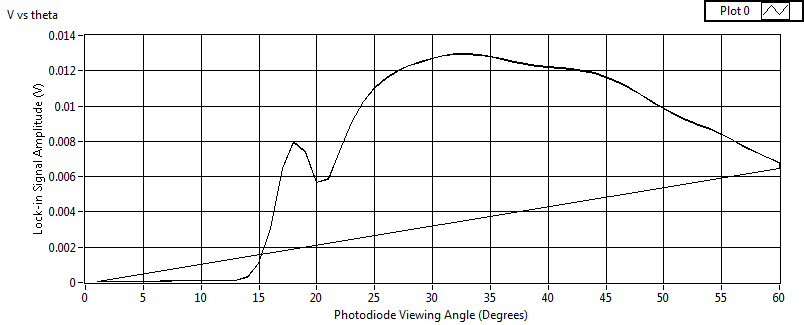 V vs theta
Plot 0
0.014
0.012
0.01
0.008
0.006
0.004
0.002
0
Lock-in Signal Amplitude (V)
0 5 10 15 20 25 30 35 40 45 50 55 60
Photodiode Viewing Angle (Degrees)